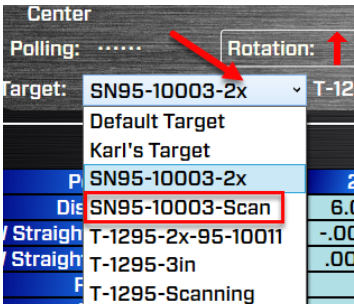 Center
Polling: ......
Rotation:
Target: SN95-10003-2x T-12
Default Target
Karl's Target
SN95-10003-2x
SN95-10003-Scan
T-1295-2x-95-10011
T-1295-3in
T-1295-Scanning
P 2
Dis 6.0
/ Straigh -.00
/ Straigh .00